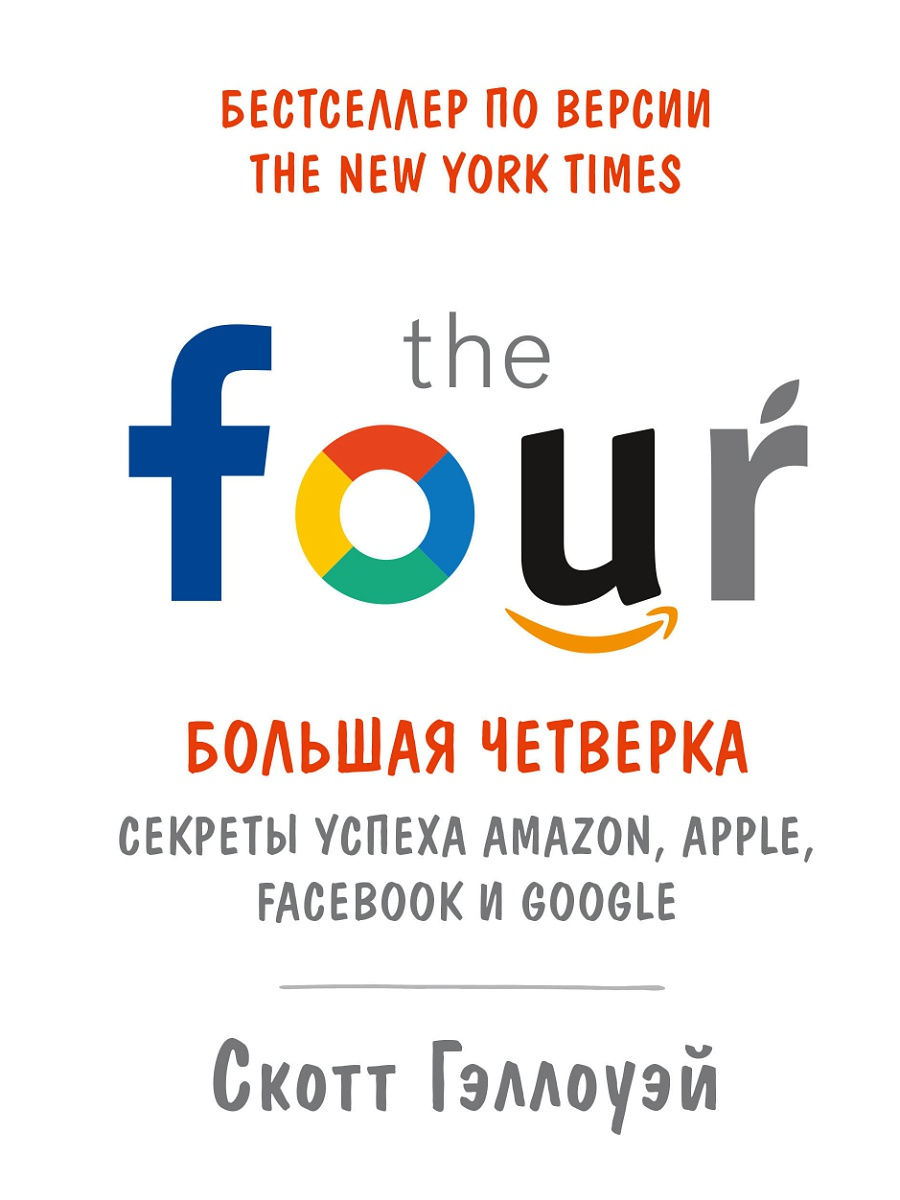 БЕСТСЕЛЛЕР ПО ВЕРСИИ
THE NEW YORK TIMES
the
four
БОЛЬШАЯ ЧЕТВЕРКА
СЕКРЕТЫ УСПЕХА AMAZON, APPLE,
FACEBOOK И GOOGLE
Скотт Гэллоуэй